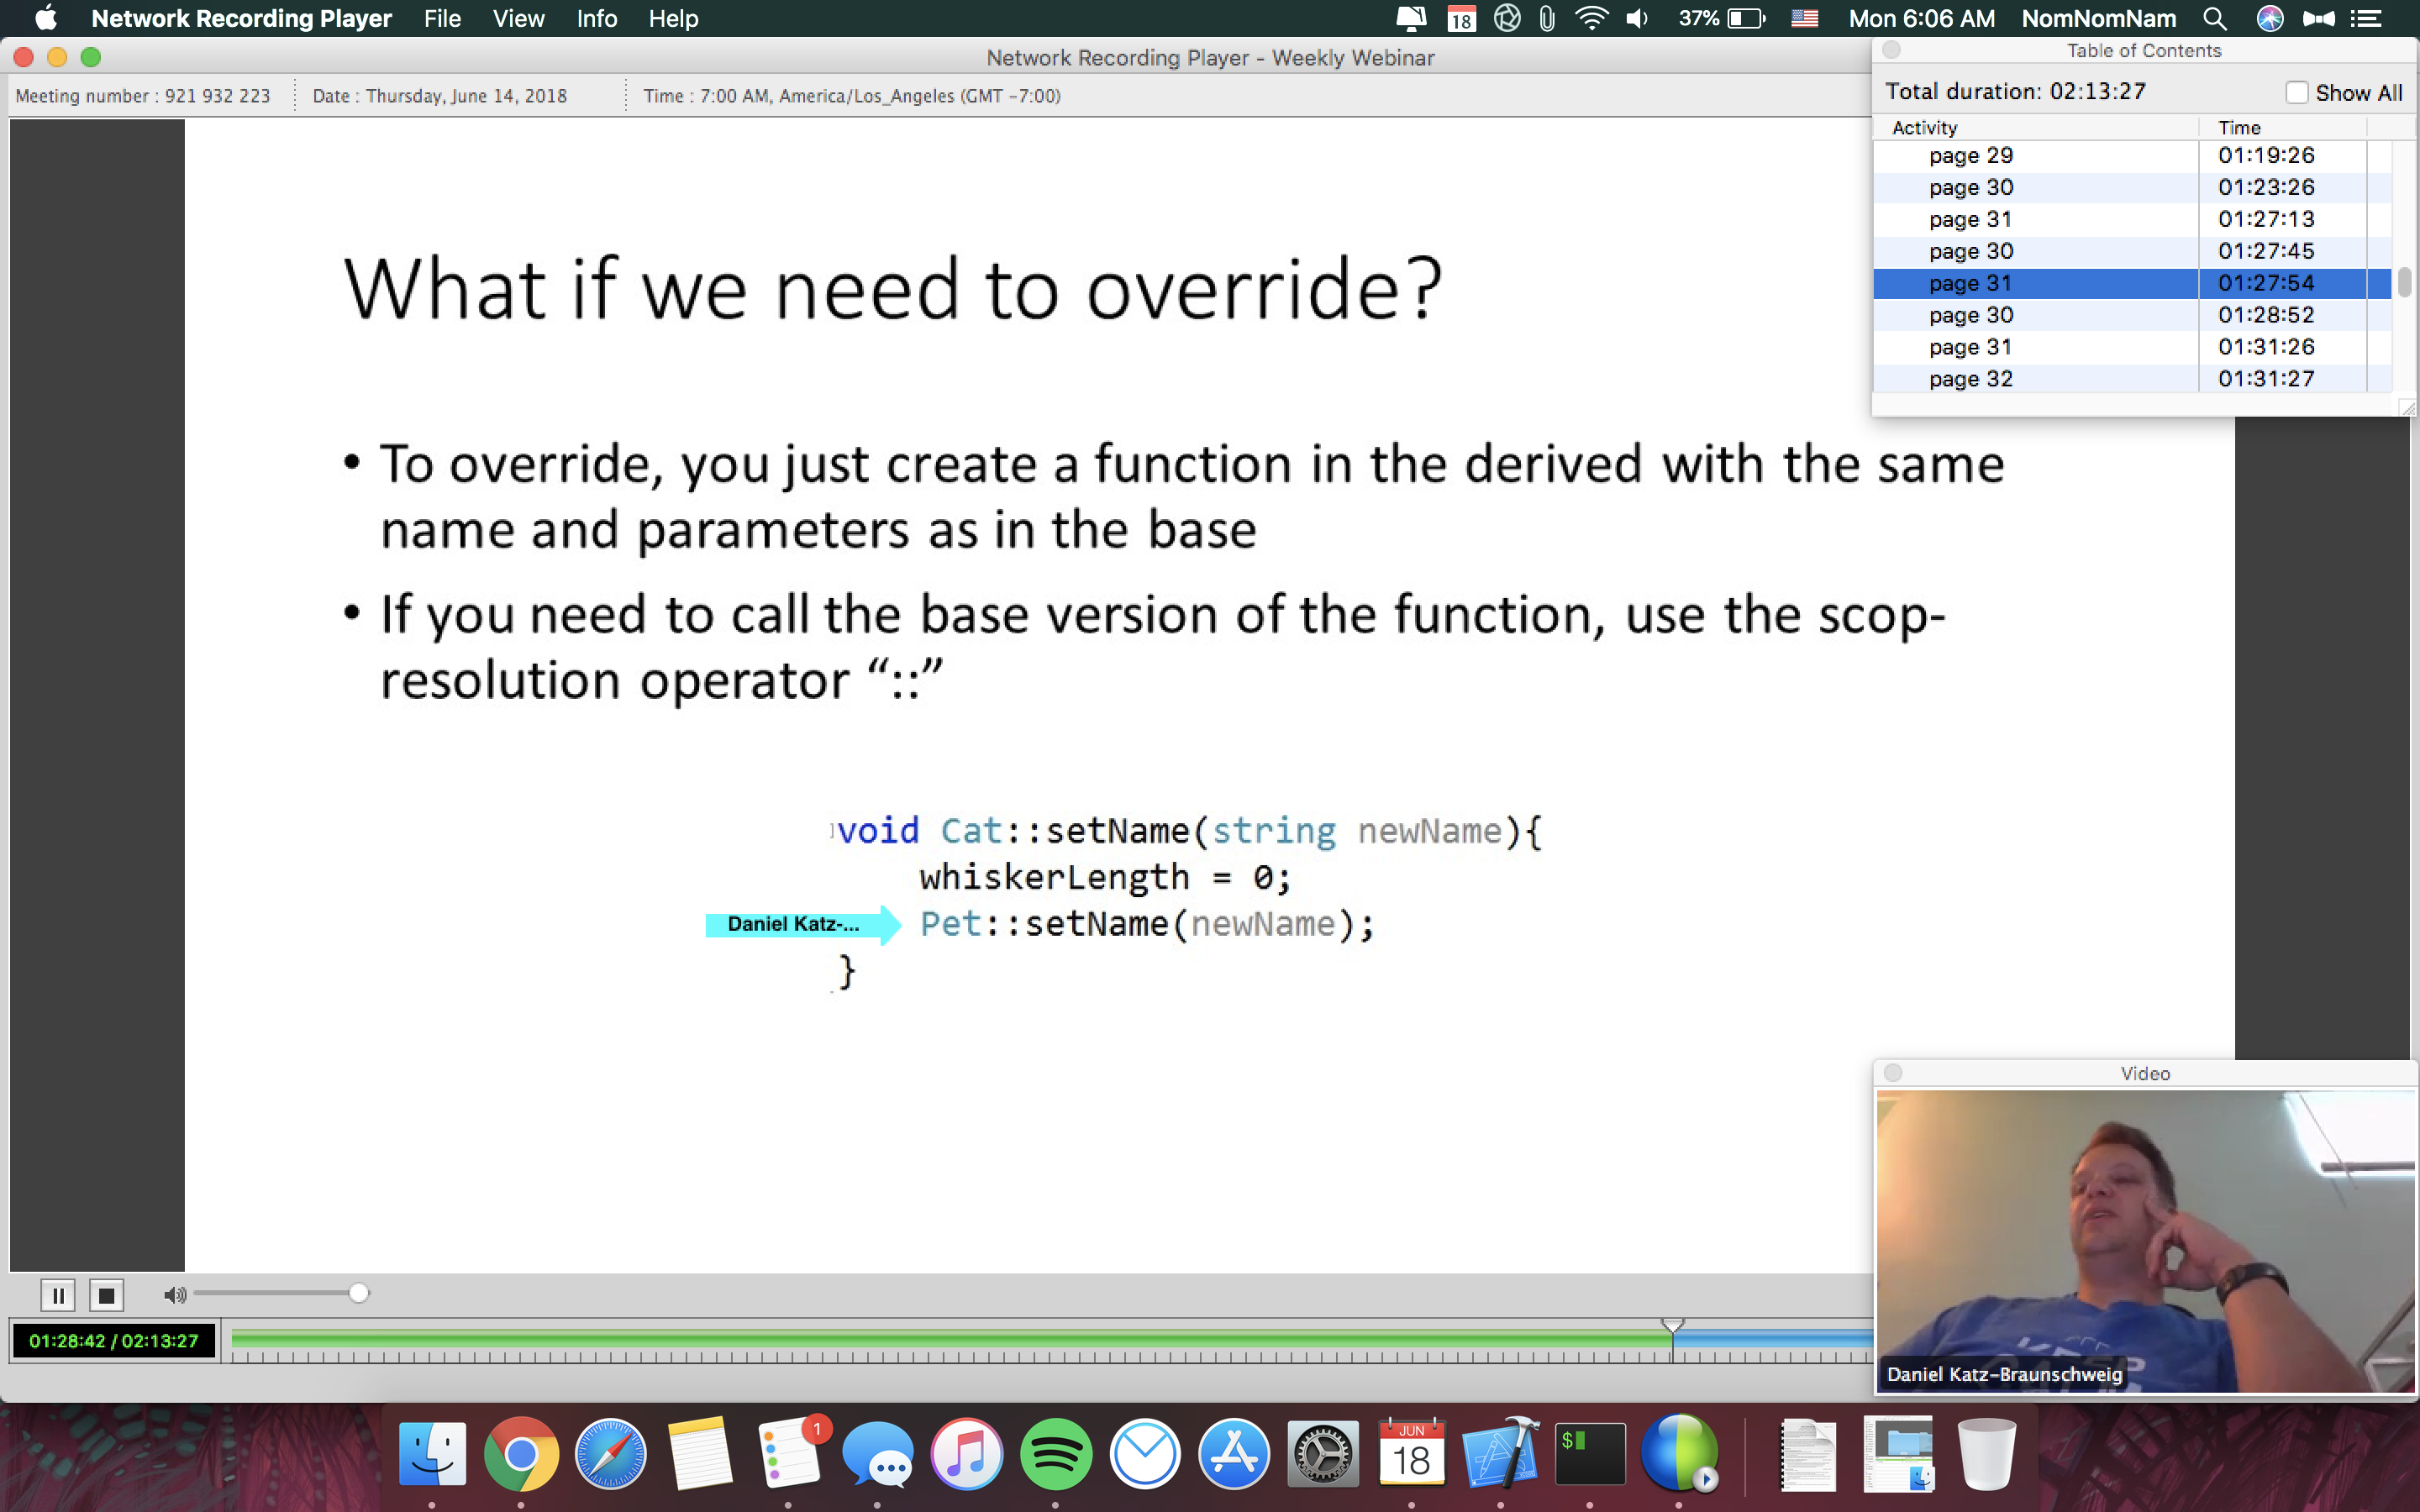 Network Recording Player File View Info Help 18 37% Mon 6:06 AM NomNomNam
Network Recording Player - Weekly Webinar
Meeting number : 921 932 223 Date : Thursday, June 14, 2018 Time : 7:00 AM, America/Los_Angeles (GMT -7:00)
Table of Contents
Total duration: 02:13:27 Show All
Activity Time
page 29 01:19:26
page 30 01:23:26
page 31 01:27:13
page 30 01:27:45
page 31 01:27:54
page 30 01:28:52
page 31 01:31:26
page 32 01:31:27
What if we need to override?
• To override, you just create a function in the derived with the same
name and parameters as in the base
• If you need to call the base version of the function, use the scop-
resolution operator “::”
void Cat::setName(string newName){
whiskerLength = 0;
Daniel Katz-... Pet::setName(newName);
}
Video
Daniel Katz-Braunschweig
01:28:42 / 02:13:27
1
JUN
18
$